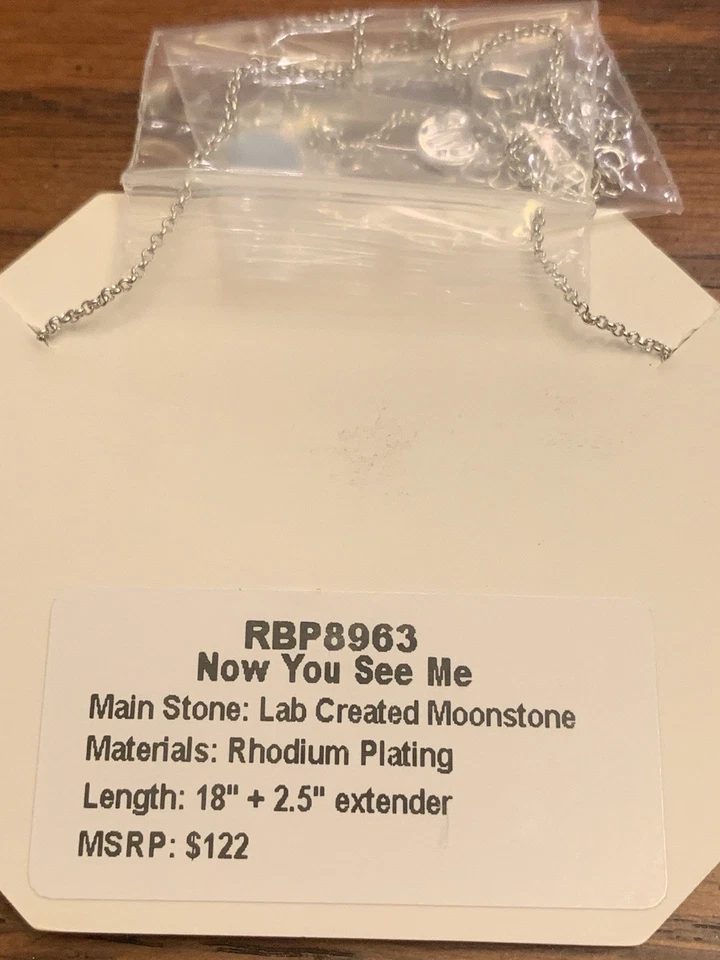 RBP8963
Now You See Me
Main Stone: Lab Created Moonstone
Materials: Rhodium Plating
Length: 18" + 2.5" extender
MSRP: $122